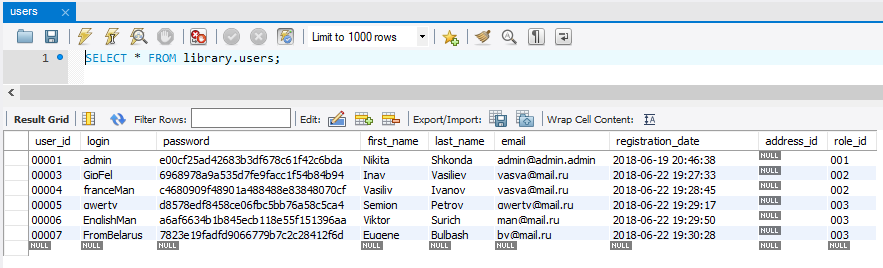 users
Limit to 1000 rows
1 SELECT * FROM library.users;
Result Grid Filter Rows: Edit: Export/Import: Wrap Cell Content:
user_id login password first_name last_name email registration_date address_id role_id
00001 admin e00cf25ad42683b3df678c61f42c6bda Nikita Shkonda admin@admin.admin 2018-06-19 20:46:38 NULL 001
00003 GipFel 6968978a9a535d7fe9facc1f54b84b94 Inav Vasiliev vasva@mail.ru 2018-06-22 19:27:33 NULL 002
00004 franceMan c4680909f48901a488488e83848070cf Vasiliv Ivanov vasva@mail.ru 2018-06-22 19:28:45 NULL 002
00005 qwerty d8578edf8458ce06fbc5bb76a58c5ca4 Semion Petrov qwerty@mail.ru 2018-06-22 19:29:17 NULL 003
00006 EnglishMan a6af6634b1b845ecb118e55f151396aa Viktor Surich man@mail.ru 2018-06-22 19:29:50 NULL 003
00007 FromBelarus 7823e19fadfd9066779b7c2c28412f6d Eugene Bulbash by@mail.ru 2018-06-22 19:30:28 NULL 003
NULL NULL NULL NULL NULL NULL NULL NULL NULL